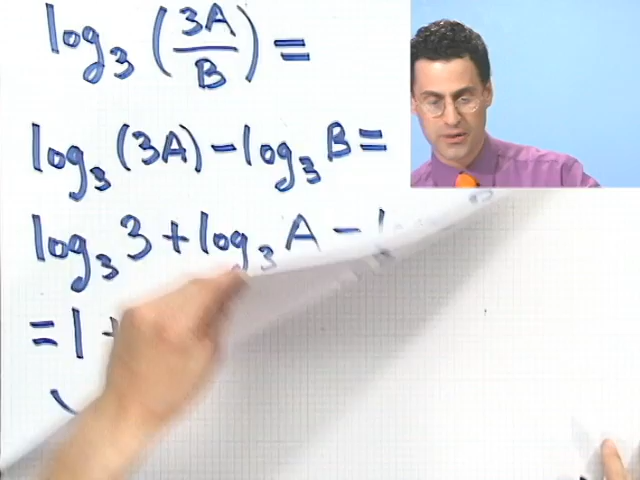 log₃(3A/B) =
log₃(3A) - log₃ B =
log₃ 3 + log₃ A -
= 1 +